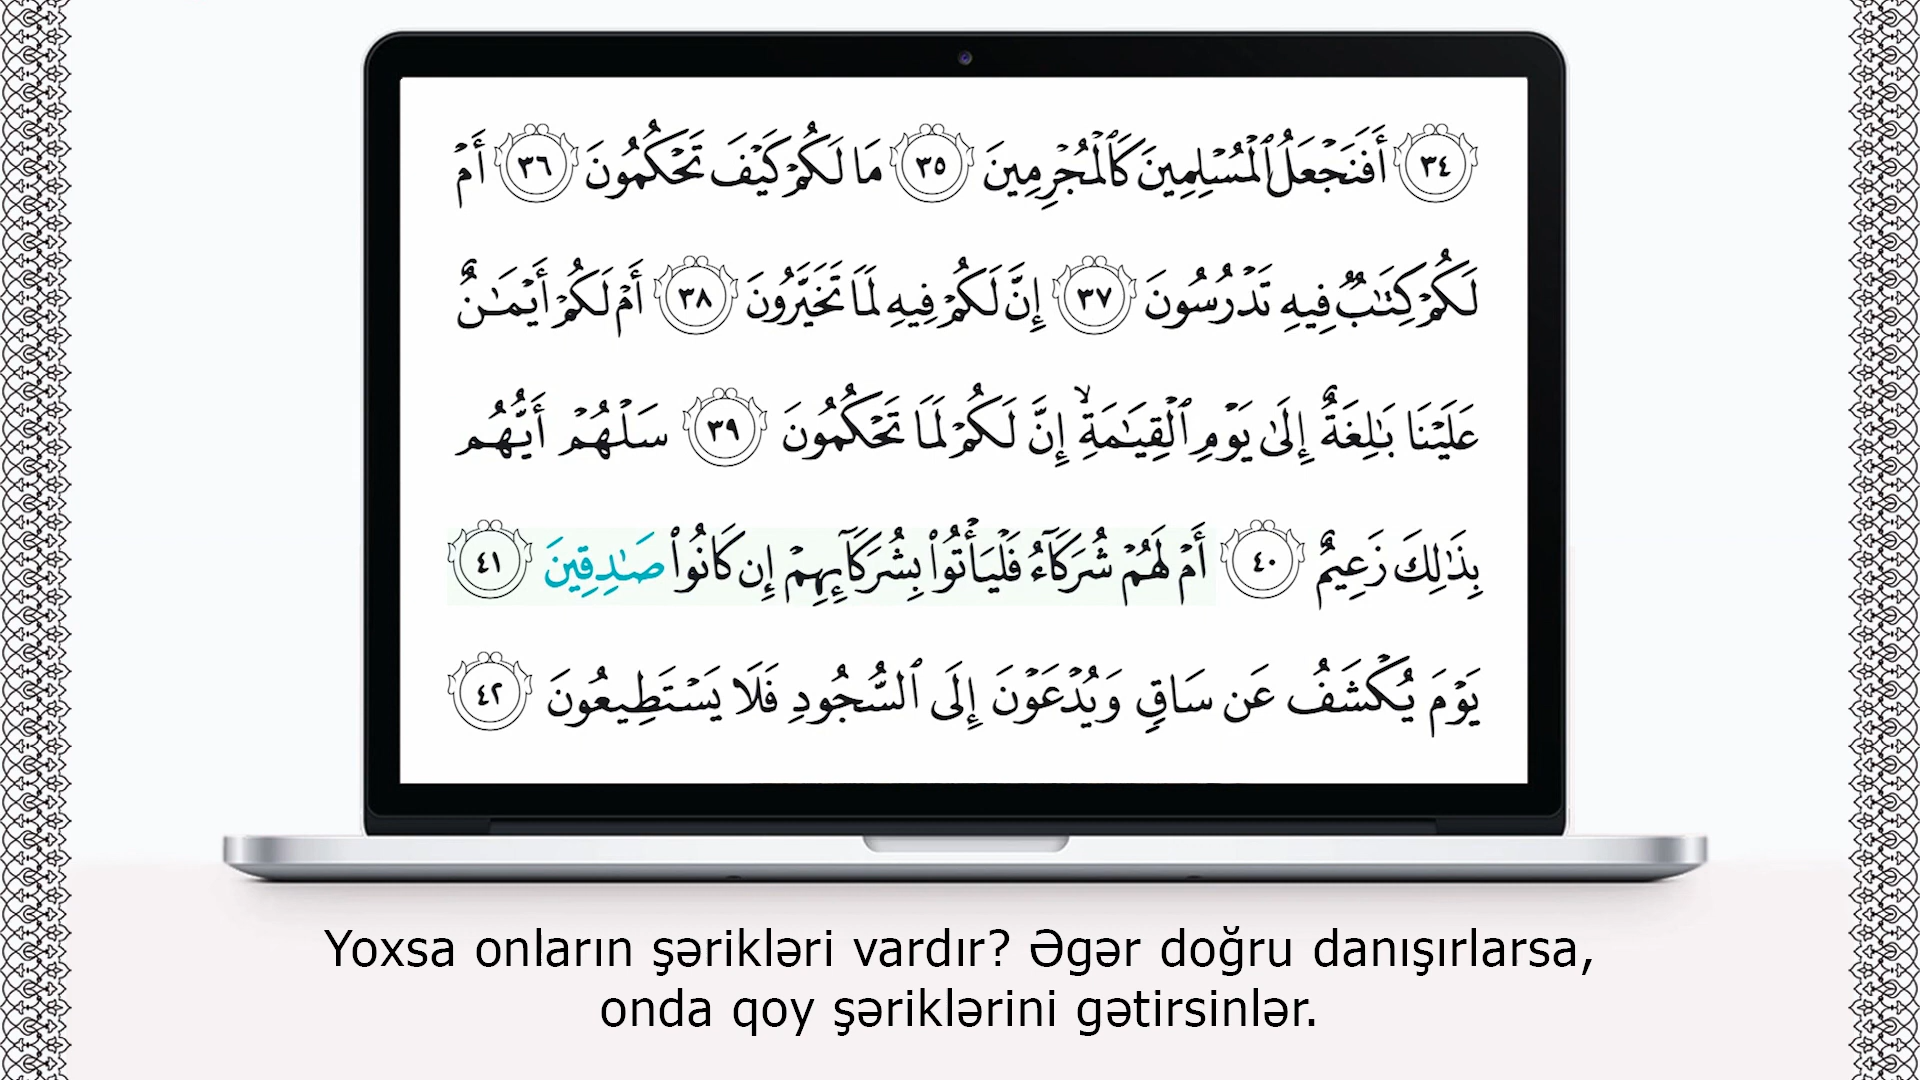 ٣٤ أَفَنَجْعَلُ ٱلْمُسْلِمِينَ كَٱلْمُجْرِمِينَ ٣٥ مَا لَكُمْ كَيْفَ تَحْكُمُونَ ٣٦ أَمْ
لَكُمْ كِتَٰبٌ فِيهِ تَدْرُسُونَ ٣٧ إِنَّ لَكُمْ فِيهِ لَمَا تَخَيَّرُونَ ٣٨ أَمْ لَكُمْ أَيْمَٰنٌ
عَلَيْنَا بَٰلِغَةٌ إِلَىٰ يَوْمِ ٱلْقِيَٰمَةِ ۙ إِنَّ لَكُمْ لَمَا تَحْكُمُونَ ٣٩ سَلْهُمْ أَيُّهُم
بِذَٰلِكَ زَعِيمٌ ٤٠ أَمْ لَهُمْ شُرَكَآءُ فَلْيَأْتُوا۟ بِشُرَكَآئِهِمْ إِن كَانُوا۟ صَٰدِقِينَ ٤١
يَوْمَ يُكْشَفُ عَن سَاقٍ وَيُدْعَوْنَ إِلَى ٱلسُّجُودِ فَلَا يَسْتَطِيعُونَ ٤٢
Yoxsa onların şərikləri vardır? Əgər doğru danışırlarsa,
onda qoy şəriklərini gətirsinlər.